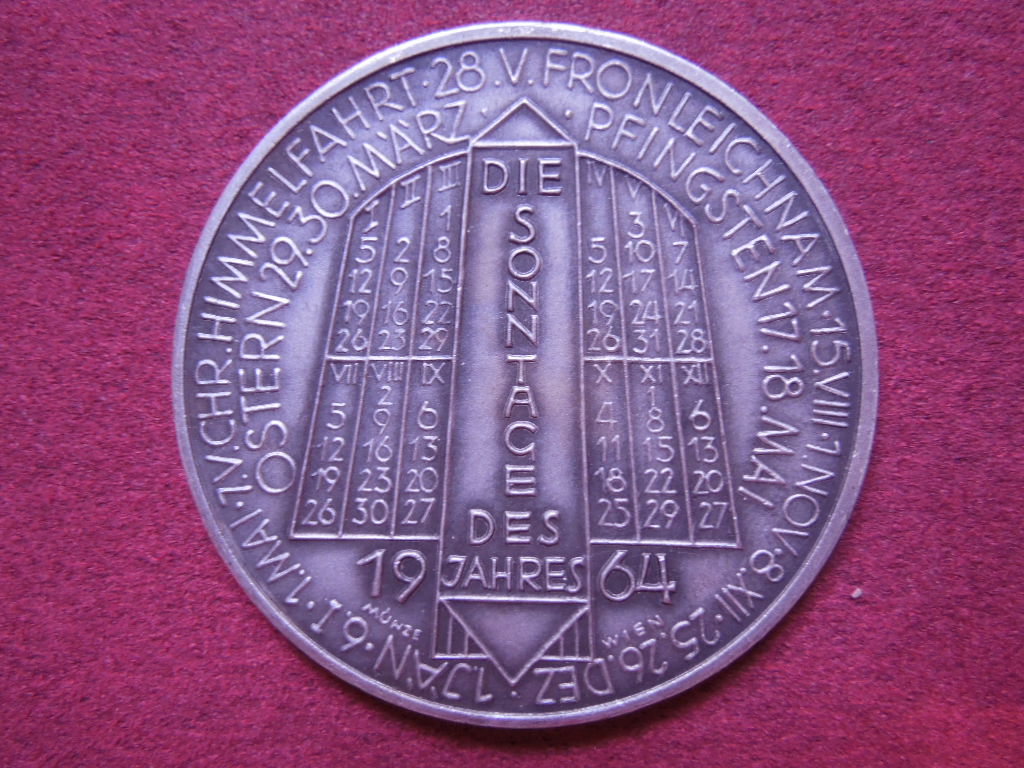 1.JÄN·6.I·1.MAI·7.V.CHR.HIMMELFAHRT·28.V.FRONLEICHNAM·15.VIII·1.NOV·8.XII·25.26.DEZ
OSTERN 29.30.MÄRZ · · PFINGSTEN 17.18.MAI
DIE
SONNTAGE
DES
JAHRES
I II III
1
5 2 8
12 9 15
19 16 22
26 23 29
IV V VI
3
5 10 7
12 17 14
19 24 21
26 31 28
VII VIII IX
2
5 9 6
12 16 13
19 23 20
26 30 27
X XI XII
1
4 8 6
11 15 13
18 22 20
25 29 27
19 64
MÜNZE WIEN